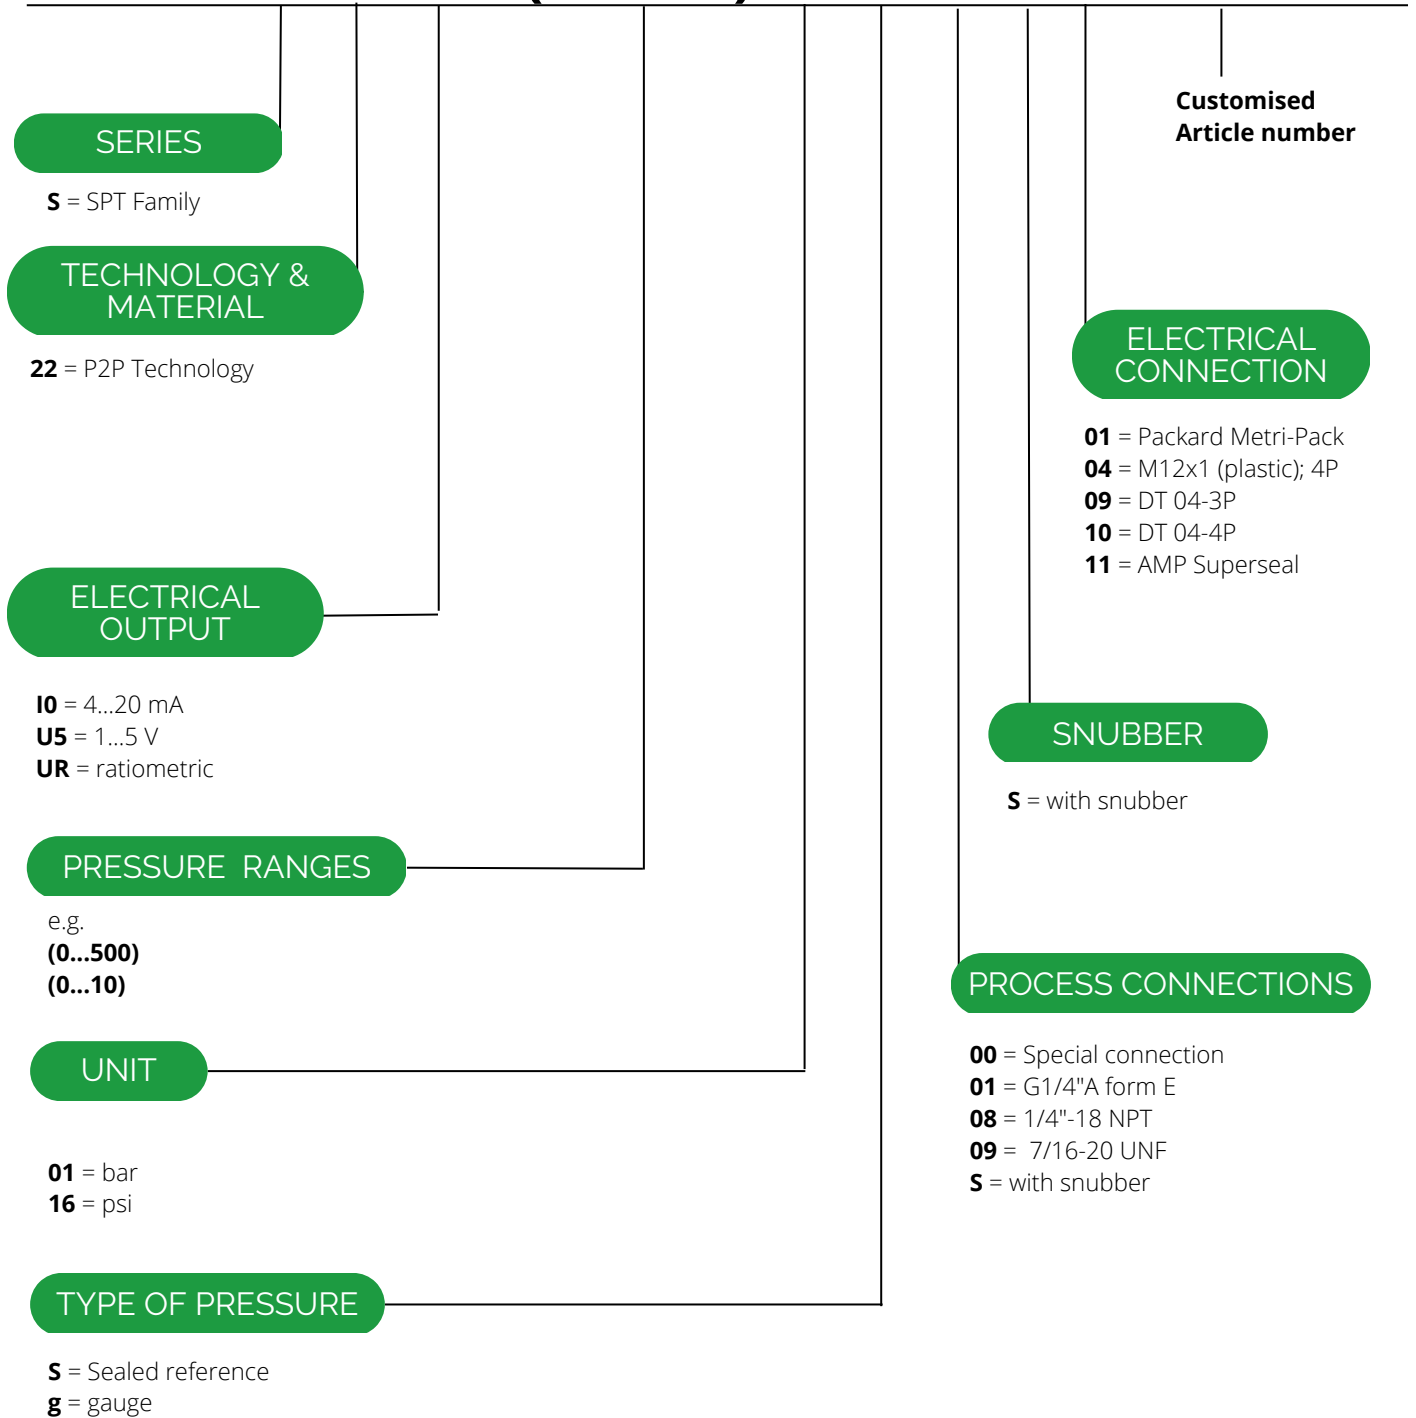 Customised
Article number
SERIES
S = SPT Family
TECHNOLOGY &
MATERIAL
22 = P2P Technology
ELECTRICAL
CONNECTION
01 = Packard Metri-Pack
04 = M12x1 (plastic); 4P
09 = DT 04-3P
10 = DT 04-4P
11 = AMP Superseal
ELECTRICAL
OUTPUT
I0 = 4...20 mA
U5 = 1...5 V
UR = ratiometric
SNUBBER
S = with snubber
PRESSURE RANGES
e.g.
(0...500)
(0...10)
PROCESS CONNECTIONS
00 = Special connection
01 = G1/4"A form E
08 = 1/4"-18 NPT
09 = 7/16-20 UNF
S = with snubber
UNIT
01 = bar
16 = psi
TYPE OF PRESSURE
S = Sealed reference
g = gauge